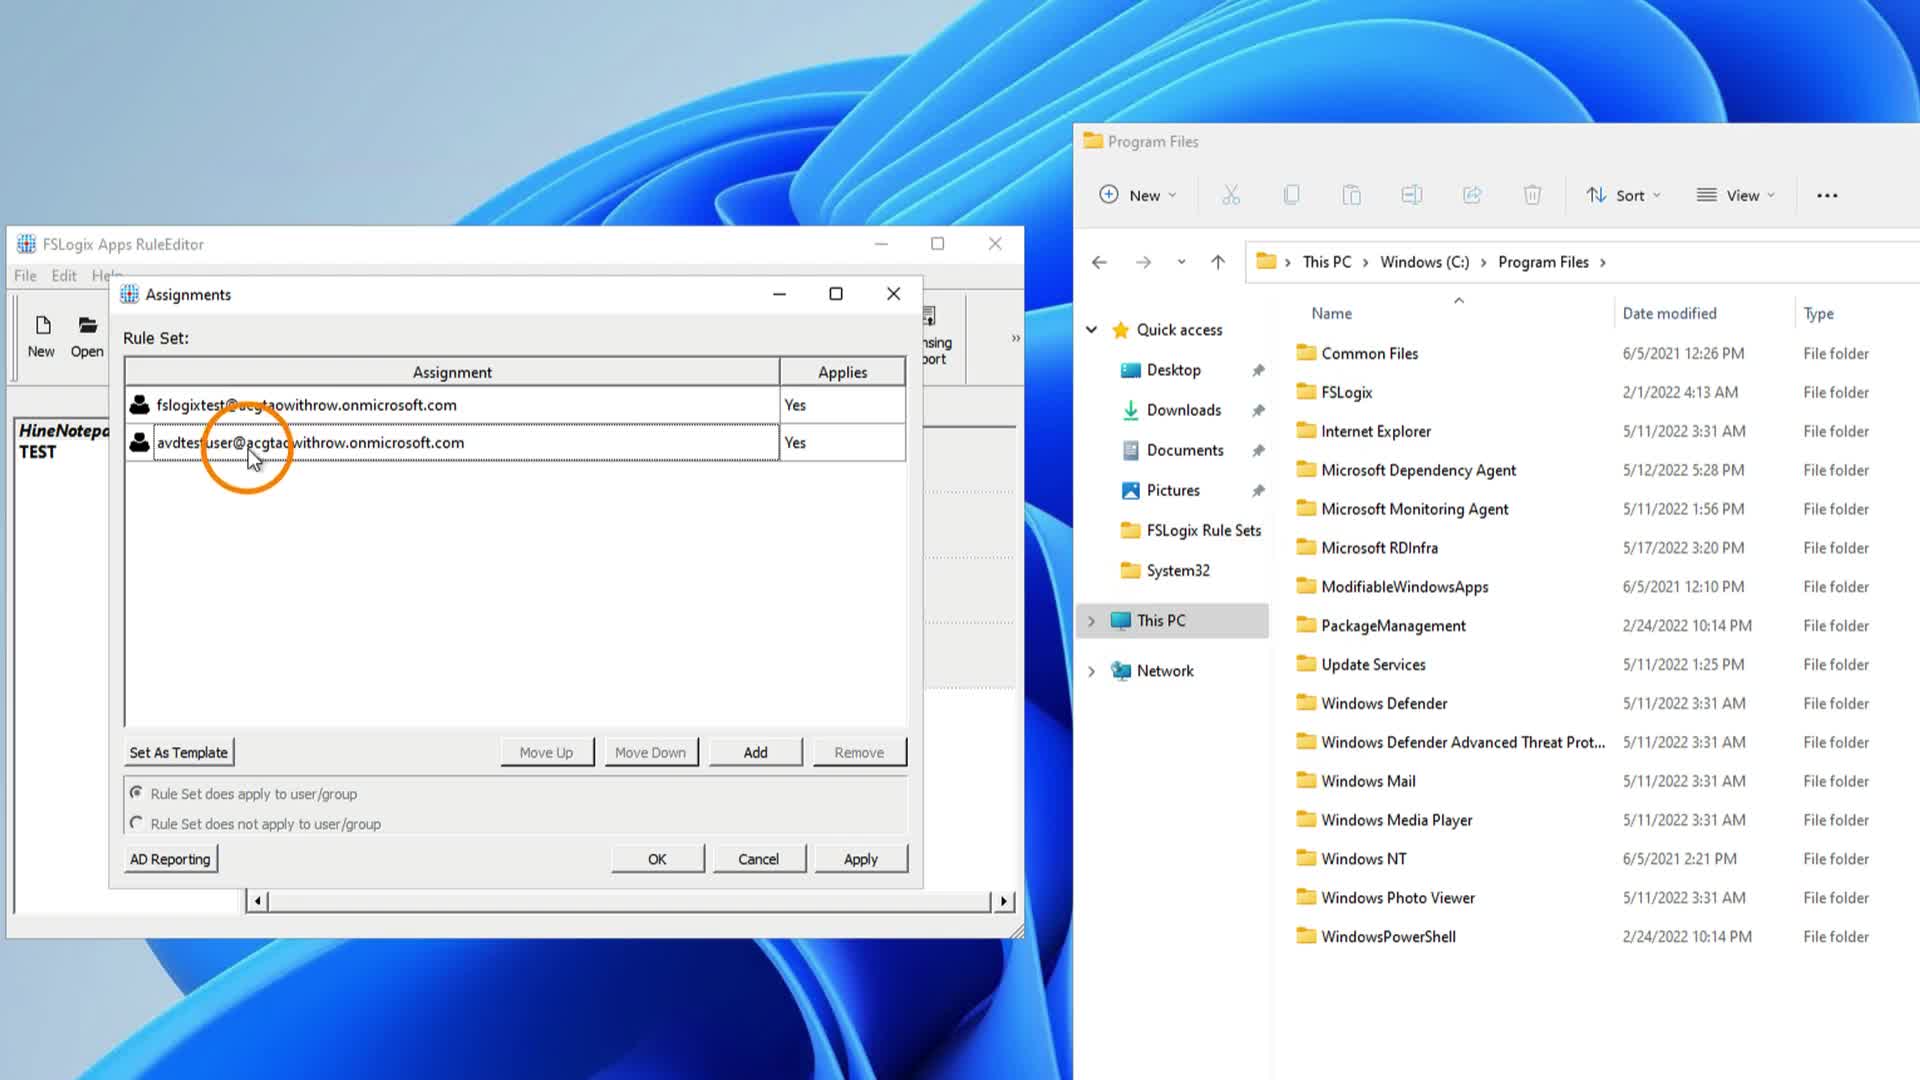 FSLogix Apps RuleEditor
File Edit Help
New Open
nsing
port
»
HineNotepa
TEST
Assignments
Rule Set:
Assignment Applies
fslogixtest@acgtaowithrow.onmicrosoft.com Yes
avdtestuser@acgtaowithrow.onmicrosoft.com Yes
Set As Template Move Up Move Down Add Remove
Rule Set does apply to user/group
Rule Set does not apply to user/group
AD Reporting OK Cancel Apply
Program Files
New Sort View
This PC Windows (C:) Program Files
Quick access
Desktop
Downloads
Documents
Pictures
FSLogix Rule Sets
System32
This PC
Network
Name Date modified Type
Common Files 6/5/2021 12:26 PM File folder
FSLogix 2/1/2022 4:13 AM File folder
Internet Explorer 5/11/2022 3:31 AM File folder
Microsoft Dependency Agent 5/12/2022 5:28 PM File folder
Microsoft Monitoring Agent 5/11/2022 1:56 PM File folder
Microsoft RDInfra 5/17/2022 3:20 PM File folder
ModifiableWindowsApps 6/5/2021 12:10 PM File folder
PackageManagement 2/24/2022 10:14 PM File folder
Update Services 5/11/2022 1:25 PM File folder
Windows Defender 5/11/2022 3:31 AM File folder
Windows Defender Advanced Threat Prot... 5/11/2022 3:31 AM File folder
Windows Mail 5/11/2022 3:31 AM File folder
Windows Media Player 5/11/2022 3:31 AM File folder
Windows NT 6/5/2021 2:21 PM File folder
Windows Photo Viewer 5/11/2022 3:31 AM File folder
WindowsPowerShell 2/24/2022 10:14 PM File folder